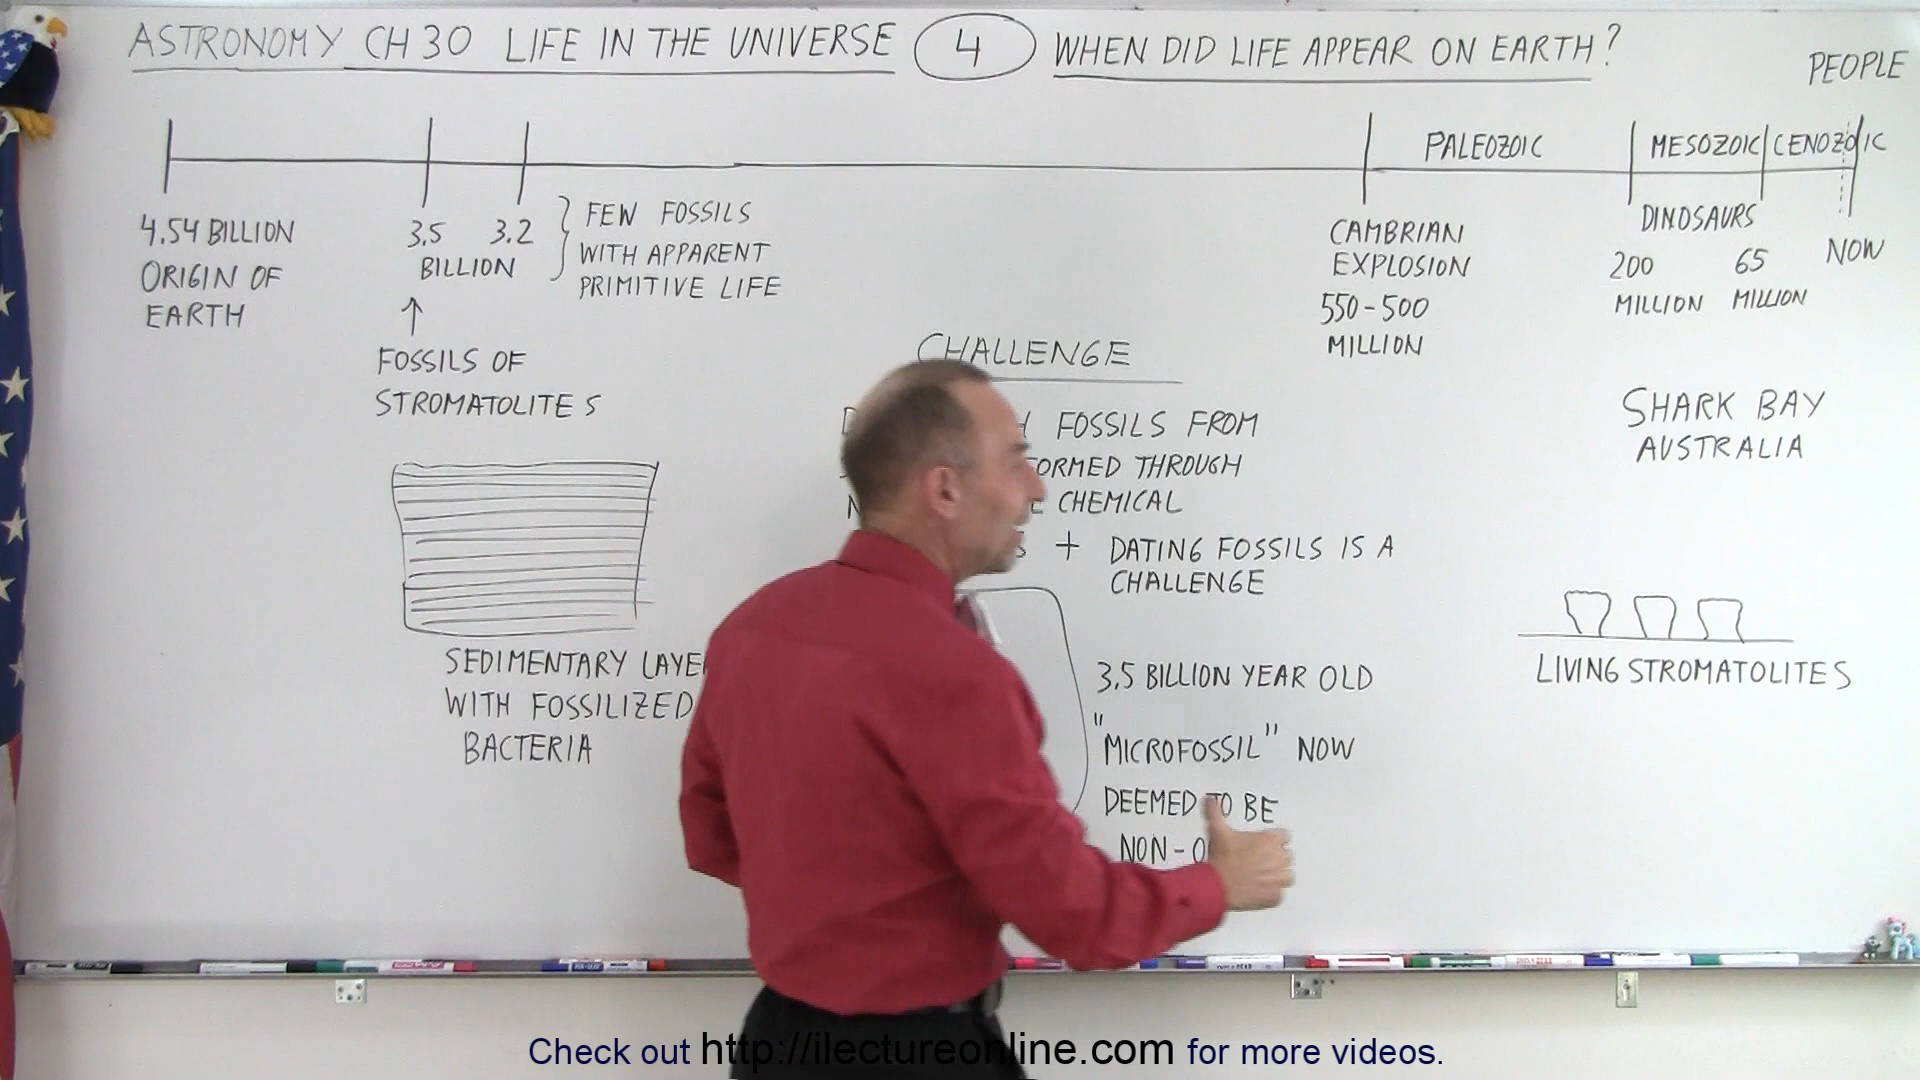 ASTRONOMY CH 30 LIFE IN THE UNIVERSE 4 WHEN DID LIFE APPEAR ON EARTH?
PEOPLE
PALEOZOIC MESOZOIC CENOZOIC
4.54 BILLION
ORIGIN OF
EARTH
3.5 3.2
BILLION
FEW FOSSILS
WITH APPARENT
PRIMITIVE LIFE
CAMBRIAN
EXPLOSION
550-500
MILLION
DINOSAURS
200
MILLION
65
MILLION
NOW
FOSSILS OF
STROMATOLITES
SEDIMENTARY
WITH FOSSILIZED
BACTERIA
CHALLENGE
FOSSILS FROM
THROUGH
CHEMICAL
+ DATING FOSSILS IS A
CHALLENGE
3.5 BILLION YEAR OLD
"MICROFOSSIL" NOW
DEEMED TO BE
NON-
SHARK BAY
AUSTRALIA
LIVING STROMATOLITES
Check out http://ilectureonline.com for more videos.